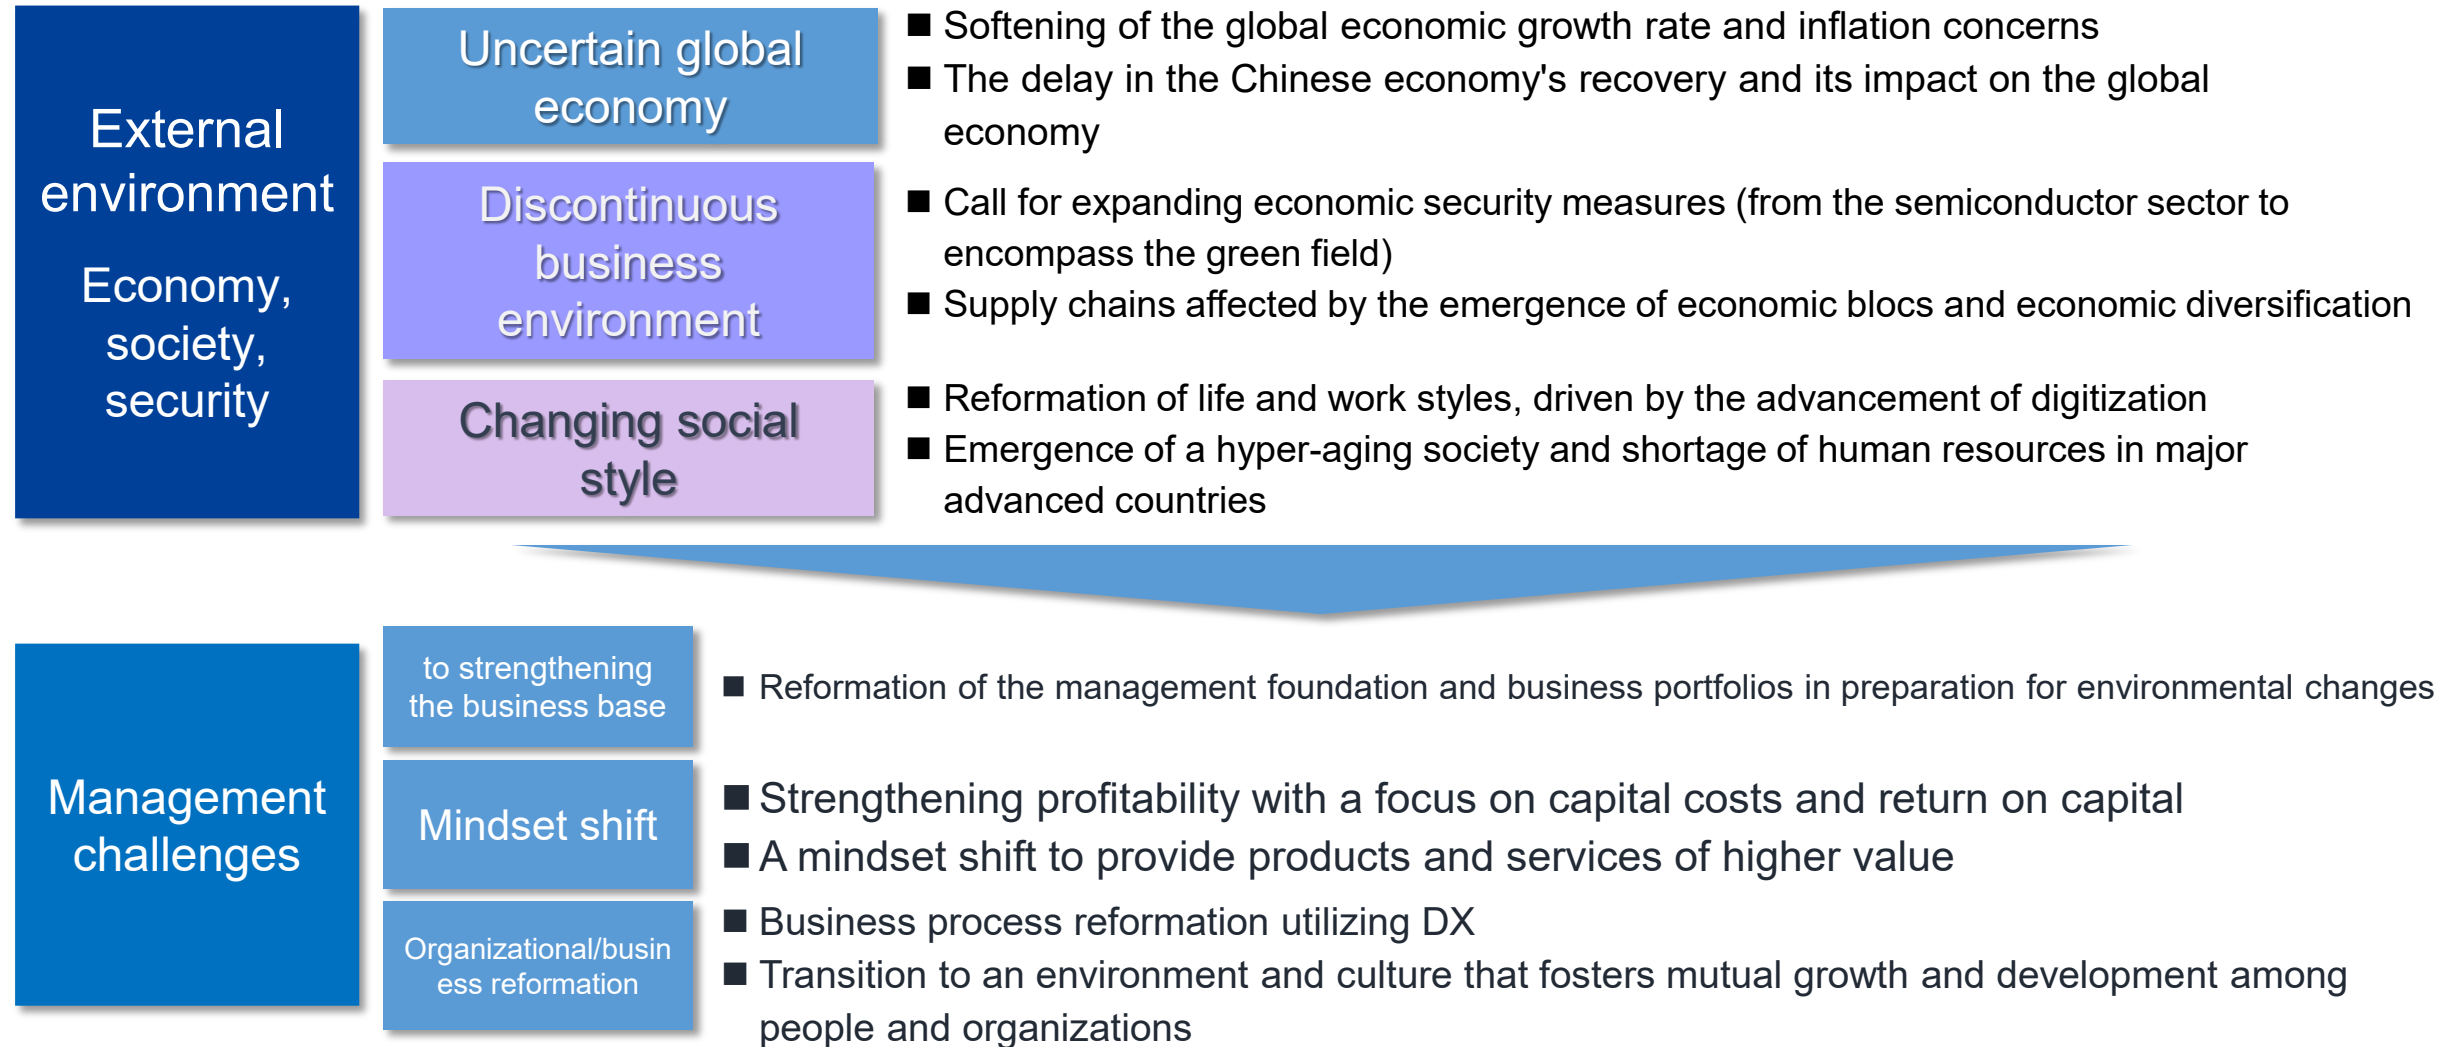 External
environment
Economy,
society,
security
Uncertain global
economy
■ Softening of the global economic growth rate and inflation concerns
■ The delay in the Chinese economy's recovery and its impact on the global
economy
Discontinuous
business
environment
■ Call for expanding economic security measures (from the semiconductor sector to
encompass the green field)
■ Supply chains affected by the emergence of economic blocs and economic diversification
Changing social
style
■ Reformation of life and work styles, driven by the advancement of digitization
■ Emergence of a hyper-aging society and shortage of human resources in major
advanced countries
Management
challenges
to strengthening
the business base
■ Reformation of the management foundation and business portfolios in preparation for environmental changes
Mindset shift
■ Strengthening profitability with a focus on capital costs and return on capital
■ A mindset shift to provide products and services of higher value
Organizational/busin
ess reformation
■ Business process reformation utilizing DX
■ Transition to an environment and culture that fosters mutual growth and development among
people and organizations